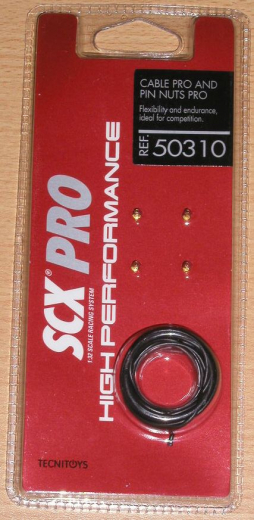 CABLE PRO AND
PIN NUTS PRO
Flexibility and endurance,
ideal for competition.
REF. 50310
SCX® PRO
1:32 SCALE RACING SYSTEM
HIGH PERFORMANCE
TECNITOYS